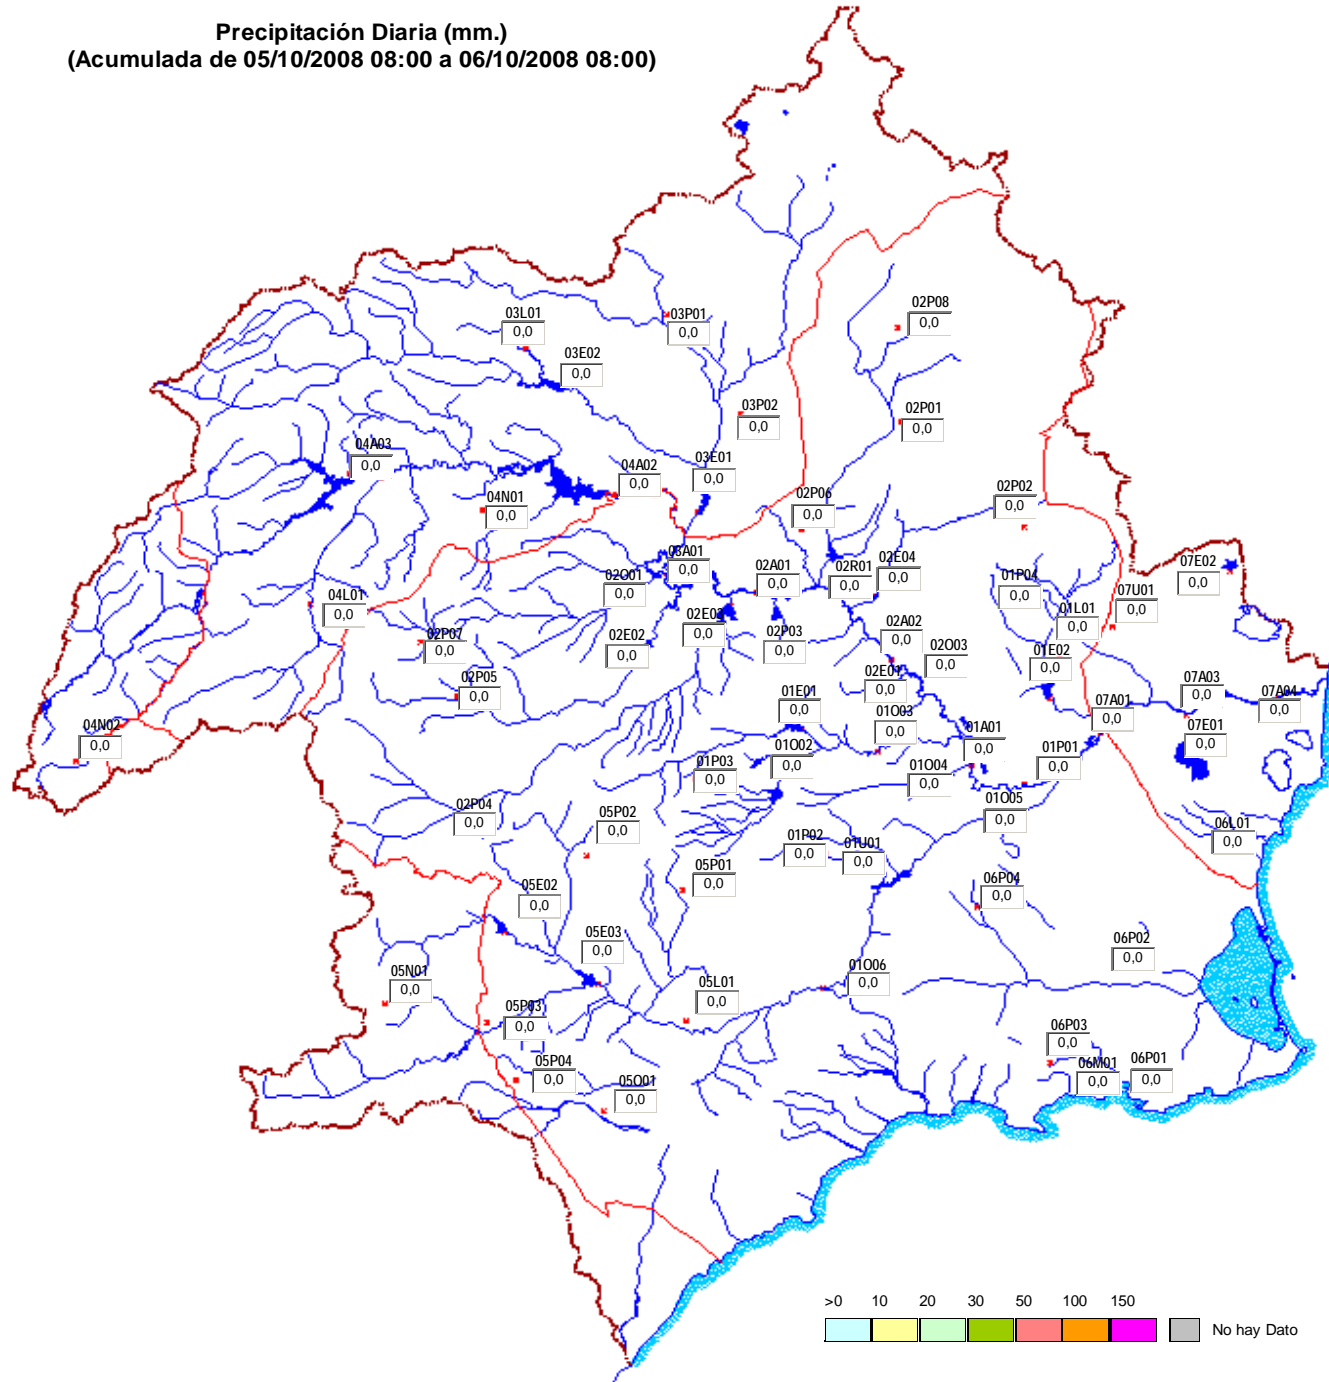 Precipitación Diaria (mm.)
(Acumulada de 05/10/2008 08:00 a 06/10/2008 08:00)
02P08
0,0
03L01
0,0
03P01
0,0
03E02
0,0
03P02
0,0
02P01
0,0
04A03
0,0
04A02
0,0
03E01
0,0
04N01
0,0
02P06
0,0
02P02
0,0
03A01
0,0
02O01
0,0
02A01
0,0
02R01
0,0
02E04
0,0
01P04
0,0
07E02
0,0
07U01
0,0
04L01
0,0
01L01
0,0
02P07
0,0
02E02
0,0
02E03
0,0
02P03
0,0
02A02
0,0
02O03
0,0
01E02
0,0
02P05
0,0
02E01
0,0
01E01
0,0
01O03
0,0
07A01
0,0
07A03
0,0
07A04
0,0
04N02
0,0
07E01
0,0
01A01
0,0
01P01
0,0
01P03
0,0
01O02
0,0
01O04
0,0
02P04
0,0
05P02
0,0
01O05
0,0
06L01
0,0
01P02
0,0
01U01
0,0
05P01
0,0
06P04
0,0
05E02
0,0
05E03
0,0
06P02
0,0
05N01
0,0
05L01
0,0
01O06
0,0
05P03
0,0
06P03
0,0
05P04
0,0
06M01
0,0
06P01
0,0
05O01
0,0
>0 10 20 30 50 100 150
No hay Dato